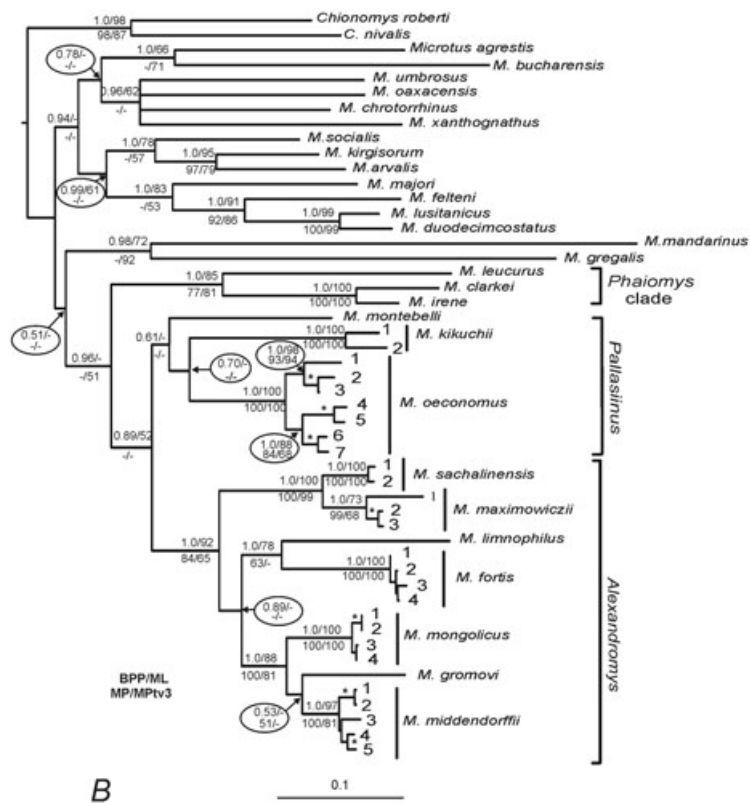 1.0/98 Chionomys roberti
98/87 C. nivalis
1.0/66 Microtus agrestis
0.78/-
-/-
-/71 M. bucharensis
M. umbrosus
0.96/62 M. oaxacensis
-/- M. chrotorrhinus
M. xanthognathus
0.94/-
-/-
1.0/78 M.socialis
-/57 1.0/95 M. kirgisorum
97/79 M.arvalis
0.99/61
-/-
1.0/83 M. majori
-/53 1.0/91 M. felteni
92/86 1.0/99 M. lusitanicus
100/99 M. duodecimcostatus
0.98/72 M.mandarinus
-/92 M. gregalis
1.0/85 M. leucurus
77/81 1.0/100 M. clarkei
100/100 M. irene
Phaiomys
clade
0.51/-
-/-
M. montebelli
0.61/-
-/-
1.0/100 1
100/100 2
M. kikuchii
0.96/-
-/51
0.70/-
-/-
1.0/98
93/94
1
* 2
3
1.0/100
100/100
* 4
5
* 6
7
M. oeconomus
1.0/88
84/68
Pallasiinus
0.89/52
-/-
1.0/100 1
100/100 2
M. sachalinensis
1.0/100
100/99
1.0/73 1
99/68 * 2
3
M. maximowiczii
1.0/92
84/65
1.0/78 M. limnophilus
63/-
1.0/100 1
100/100 2
3
4
M. fortis
0.89/-
-/-
1.0/100 * 1
100/100 2
3
4
M. mongolicus
1.0/88
100/81
M. gromovi
0.53/-
51/-
1.0/97 * 1
100/81 2
3
* 4
5
M. middendorffii
Alexandromys
BPP/ML
MP/MPtv3
B
0.1